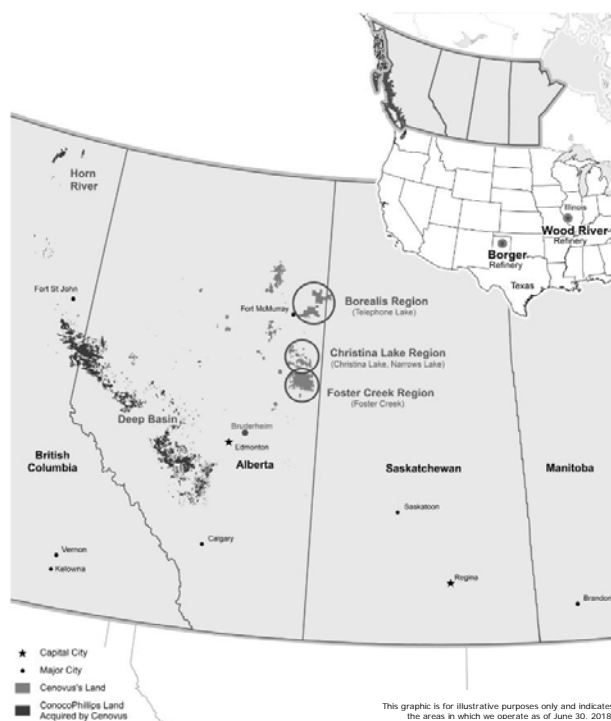 Horn
River
Illinois
Wood River
Refinery
Borger
Refinery
Texas
Fort St John
Fort McMurray
Borealis Region
(Telephone Lake)
Christina Lake Region
(Christina Lake, Narrows Lake)
Foster Creek Region
(Foster Creek)
Deep Basin
Bruderheim
Edmonton
British
Columbia
Alberta
Saskatchewan
Manitoba
Saskatoon
Calgary
Vernon
Kelowna
Regina
Brandon
Capital City
Major City
Cenovus's Land
ConocoPhillips Land
Acquired by Cenovus
This graphic is for illustrative purposes only and indicates
the areas in which we operate as of June 30, 2018.